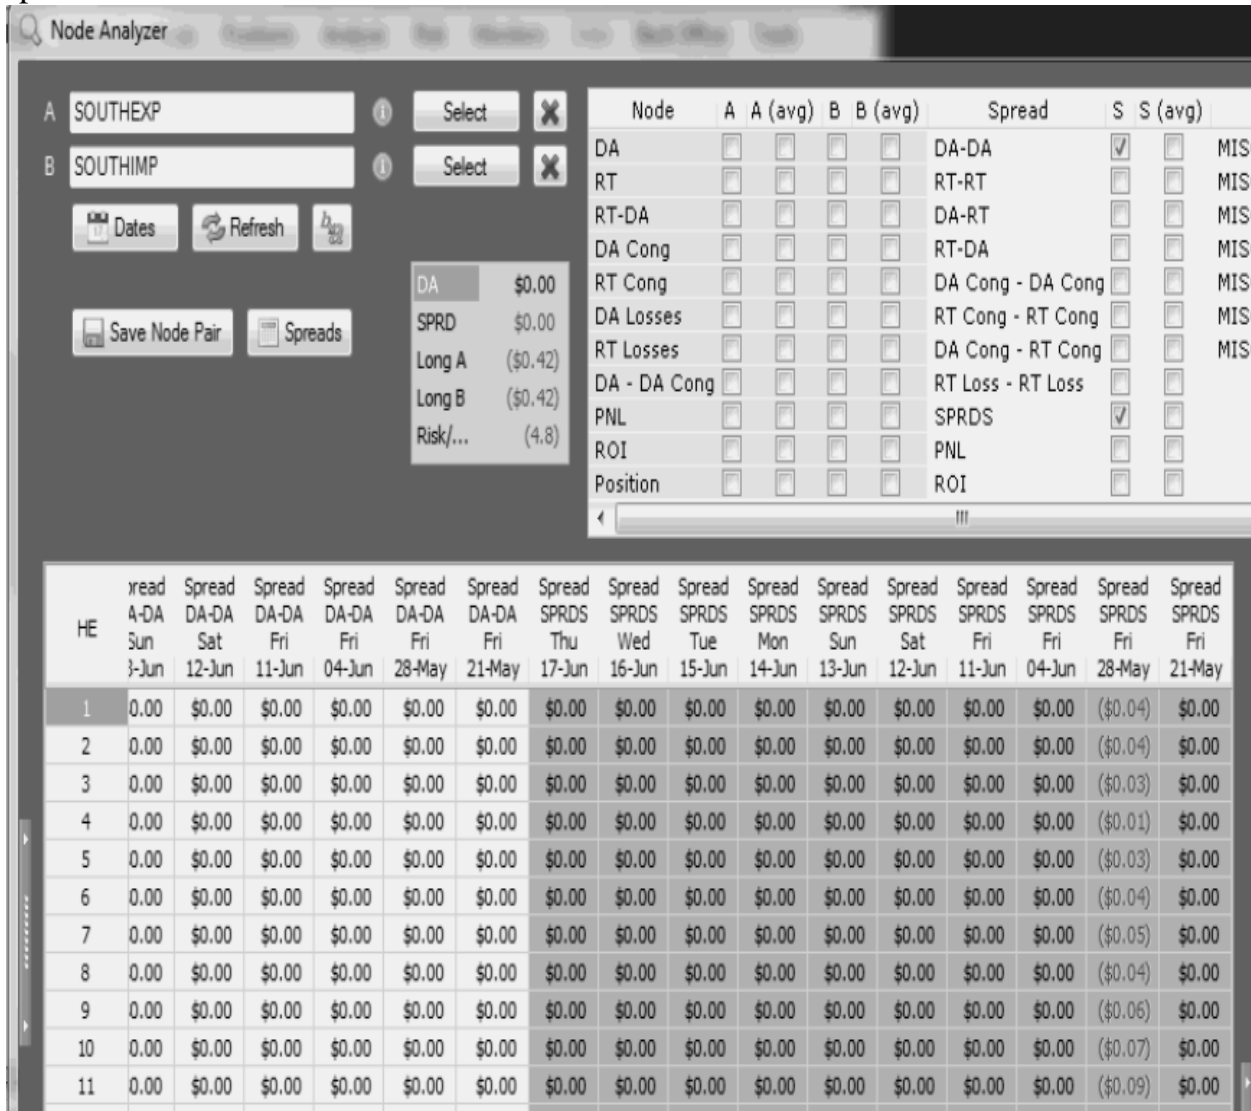 Node Analyzer
A SOUTHEXP Select
B SOUTHIMP Select
Dates Refresh
Save Node Pair Spreads
DA $0.00
SPRD $0.00
Long A ($0.42)
Long B ($0.42)
Risk/... (4.8)
Node A A (avg) B B (avg) Spread S S (avg)
DA DA-DA MIS
RT RT-RT MIS
RT-DA DA-RT MIS
DA Cong RT-DA MIS
RT Cong DA Cong - DA Cong MIS
DA Losses RT Cong - RT Cong MIS
RT Losses DA Cong - RT Cong MIS
DA - DA Cong RT Loss - RT Loss
PNL SPRDS
ROI PNL
Position ROI
Spread Spread Spread Spread Spread Spread Spread Spread Spread Spread Spread Spread Spread Spread Spread
HE DA-DA DA-DA DA-DA DA-DA DA-DA SPRDS SPRDS SPRDS SPRDS SPRDS SPRDS SPRDS SPRDS SPRDS SPRDS
Sun Sat Fri Fri Fri Fri Thu Wed Tue Mon Sun Sat Fri Fri Fri Fri
-Jun 12-Jun 11-Jun 04-Jun 28-May 21-May 17-Jun 16-Jun 15-Jun 14-Jun 13-Jun 12-Jun 11-Jun 04-Jun 28-May 21-May
1 0.00 $0.00 $0.00 $0.00 $0.00 $0.00 $0.00 $0.00 $0.00 $0.00 $0.00 $0.00 $0.00 $0.00 ($0.04) $0.00
2 0.00 $0.00 $0.00 $0.00 $0.00 $0.00 $0.00 $0.00 $0.00 $0.00 $0.00 $0.00 $0.00 $0.00 ($0.04) $0.00
3 0.00 $0.00 $0.00 $0.00 $0.00 $0.00 $0.00 $0.00 $0.00 $0.00 $0.00 $0.00 $0.00 $0.00 ($0.03) $0.00
4 0.00 $0.00 $0.00 $0.00 $0.00 $0.00 $0.00 $0.00 $0.00 $0.00 $0.00 $0.00 $0.00 $0.00 ($0.01) $0.00
5 0.00 $0.00 $0.00 $0.00 $0.00 $0.00 $0.00 $0.00 $0.00 $0.00 $0.00 $0.00 $0.00 $0.00 ($0.03) $0.00
6 0.00 $0.00 $0.00 $0.00 $0.00 $0.00 $0.00 $0.00 $0.00 $0.00 $0.00 $0.00 $0.00 $0.00 ($0.04) $0.00
7 0.00 $0.00 $0.00 $0.00 $0.00 $0.00 $0.00 $0.00 $0.00 $0.00 $0.00 $0.00 $0.00 $0.00 ($0.05) $0.00
8 0.00 $0.00 $0.00 $0.00 $0.00 $0.00 $0.00 $0.00 $0.00 $0.00 $0.00 $0.00 $0.00 $0.00 ($0.04) $0.00
9 0.00 $0.00 $0.00 $0.00 $0.00 $0.00 $0.00 $0.00 $0.00 $0.00 $0.00 $0.00 $0.00 $0.00 ($0.06) $0.00
10 0.00 $0.00 $0.00 $0.00 $0.00 $0.00 $0.00 $0.00 $0.00 $0.00 $0.00 $0.00 $0.00 $0.00 ($0.07) $0.00
11 0.00 $0.00 $0.00 $0.00 $0.00 $0.00 $0.00 $0.00 $0.00 $0.00 $0.00 $0.00 $0.00 $0.00 ($0.09) $0.00